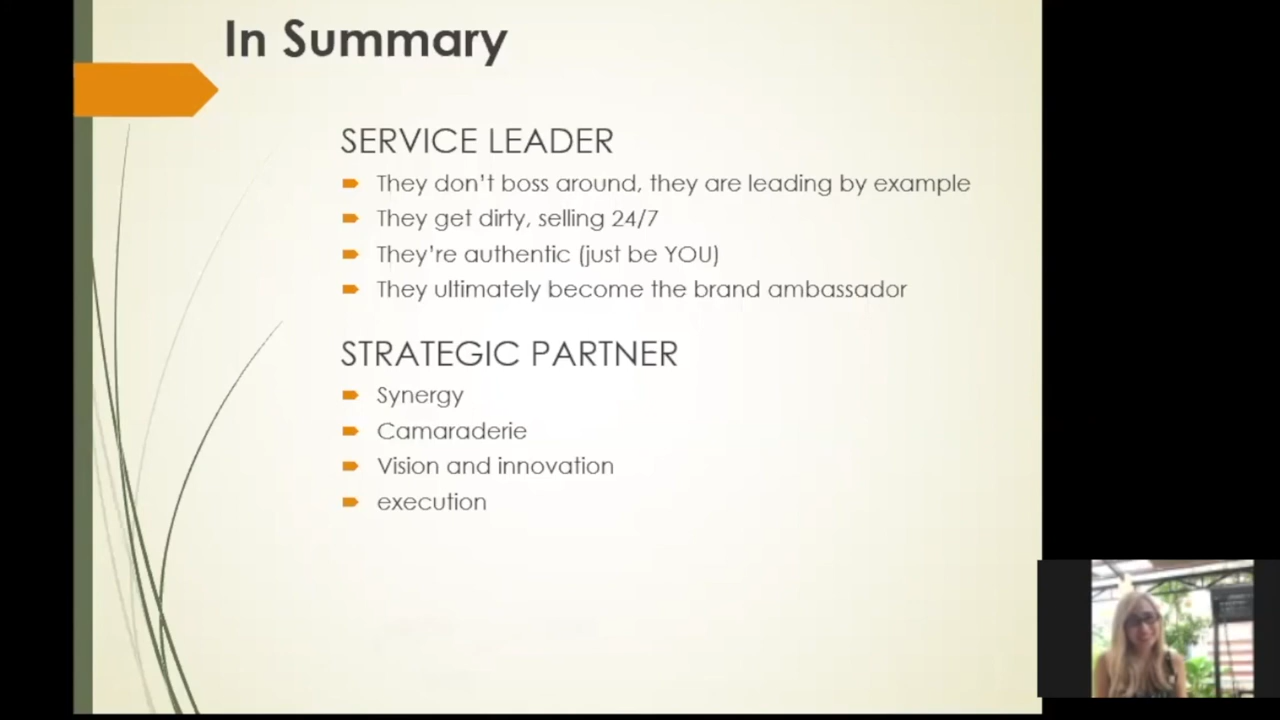 In Summary
SERVICE LEADER
They don't boss around, they are leading by example
They get dirty, selling 24/7
They're authentic (just be YOU)
They ultimately become the brand ambassador
STRATEGIC PARTNER
Synergy
Camaraderie
Vision and innovation
execution